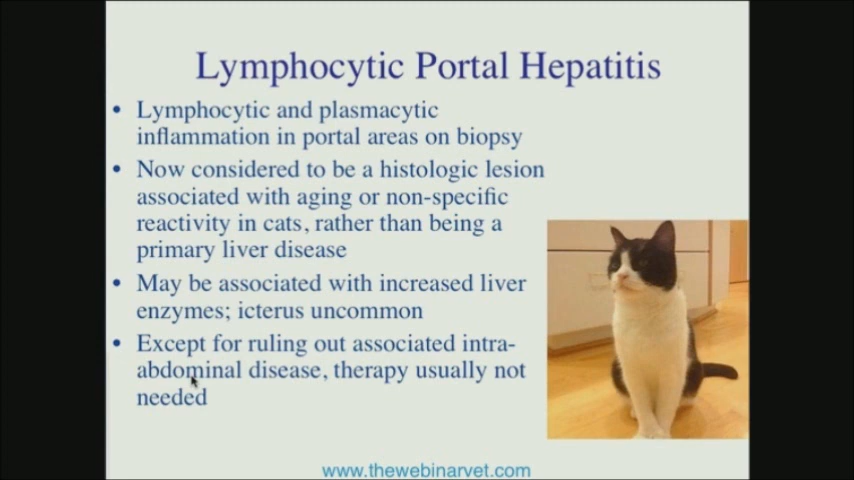 Lymphocytic Portal Hepatitis
• Lymphocytic and plasmacytic
inflammation in portal areas on biopsy
• Now considered to be a histologic lesion
associated with aging or non-specific
reactivity in cats, rather than being a
primary liver disease
• May be associated with increased liver
enzymes; icterus uncommon
• Except for ruling out associated intra-
abdominal disease, therapy usually not
needed
www.thewebinarvet.com